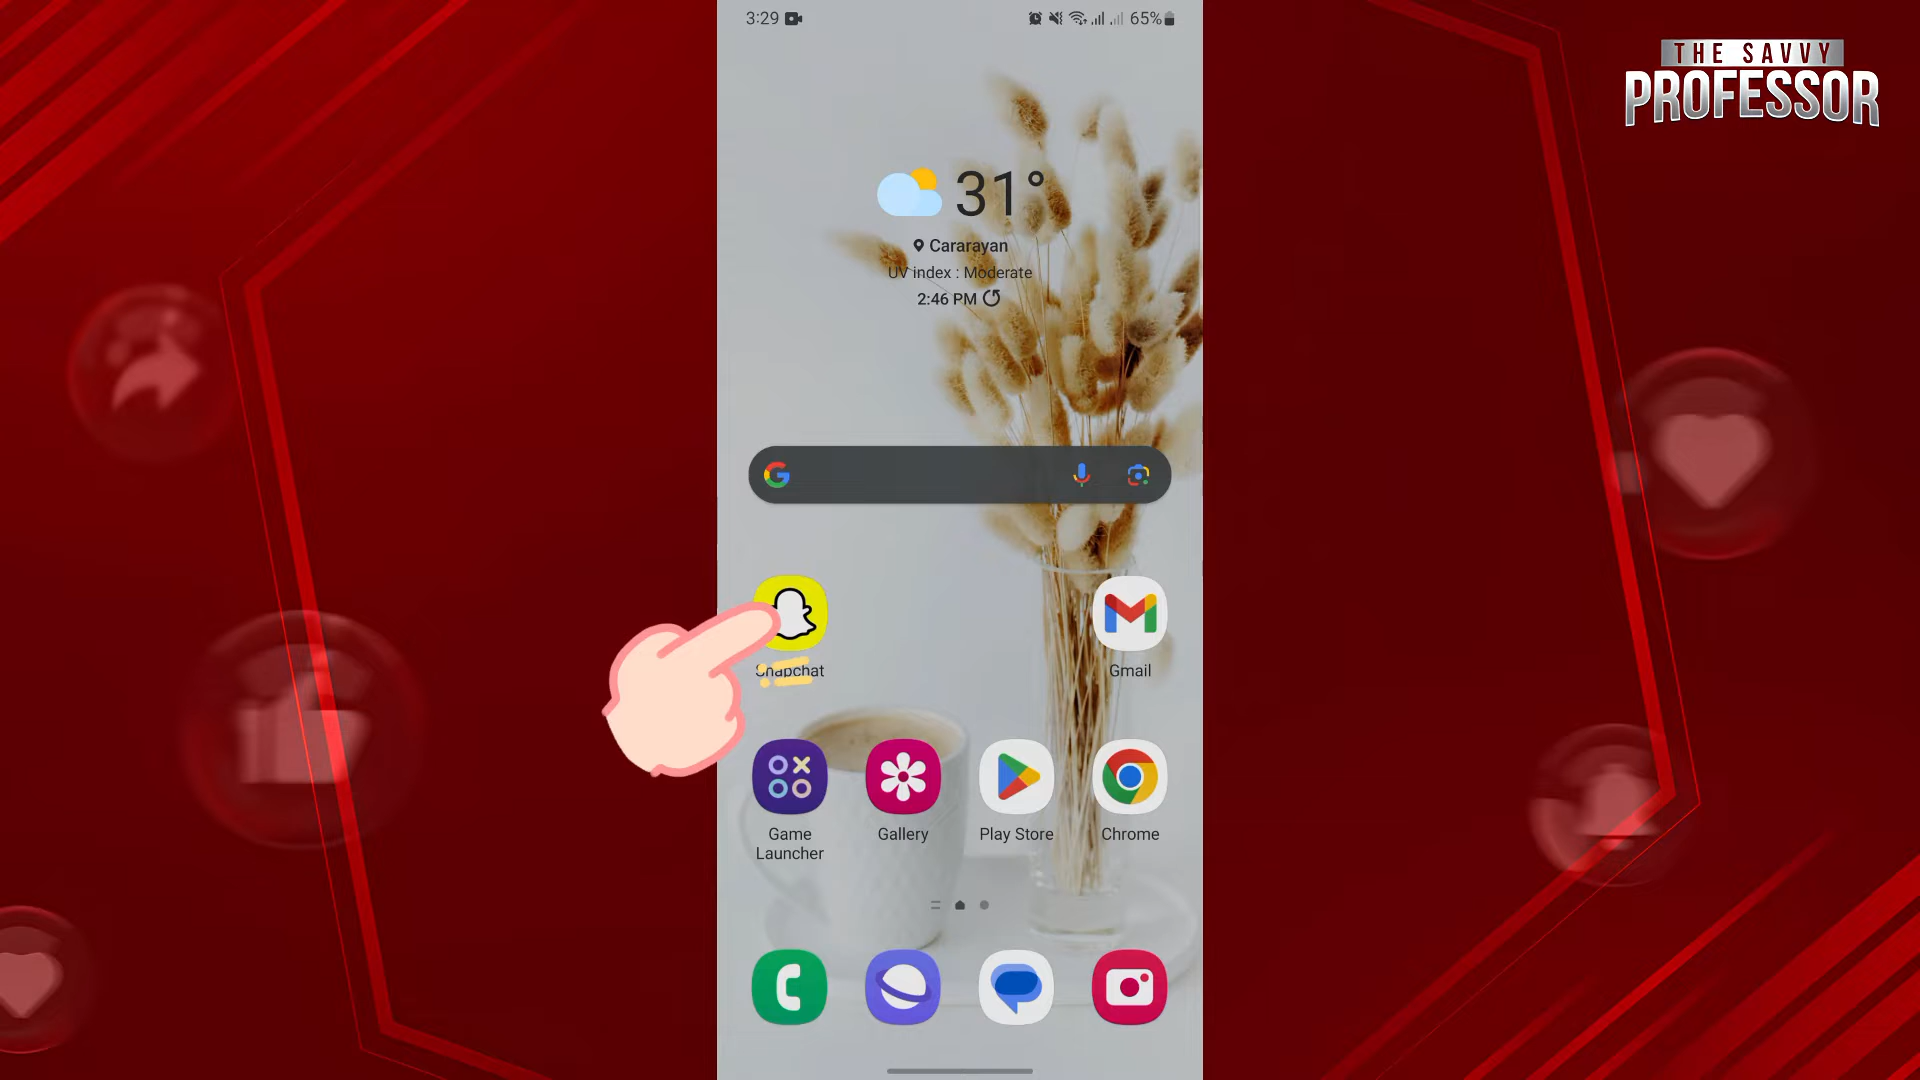 3:29
65%
THE SAVVY
PROFESSOR
31°
Cararayan
UV index : Moderate
2:46 PM
Snapchat
Gmail
Game
Launcher
Gallery
Play Store
Chrome